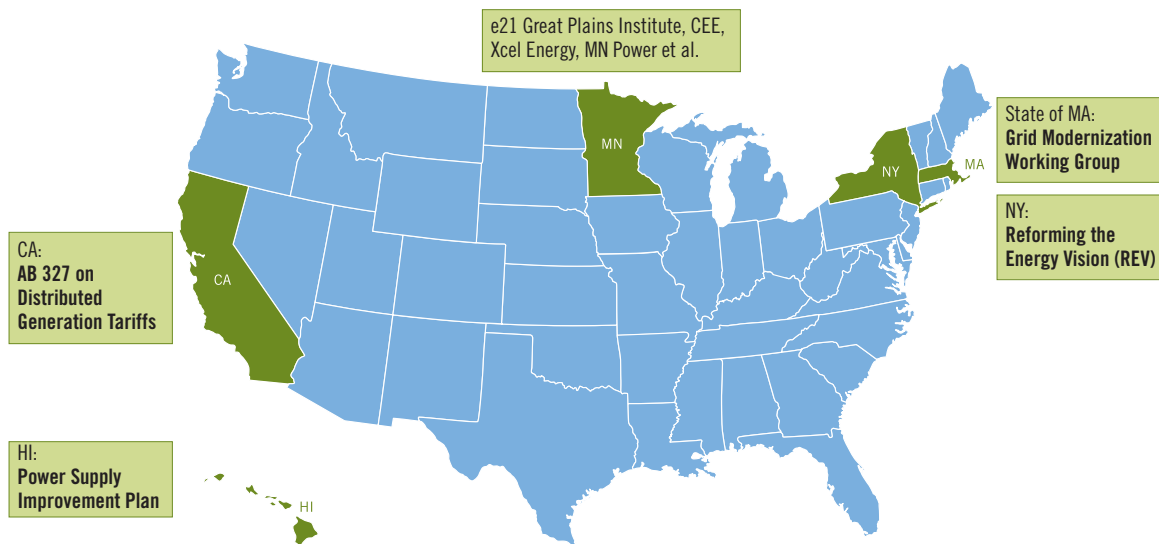 e21 Great Plains Institute, CEE,
Xcel Energy, MN Power et al.
MN
NY
MA
State of MA:
Grid Modernization
Working Group
NY:
Reforming the
Energy Vision (REV)
CA:
AB 327 on
Distributed
Generation Tariffs
CA
HI:
Power Supply
Improvement Plan
HI